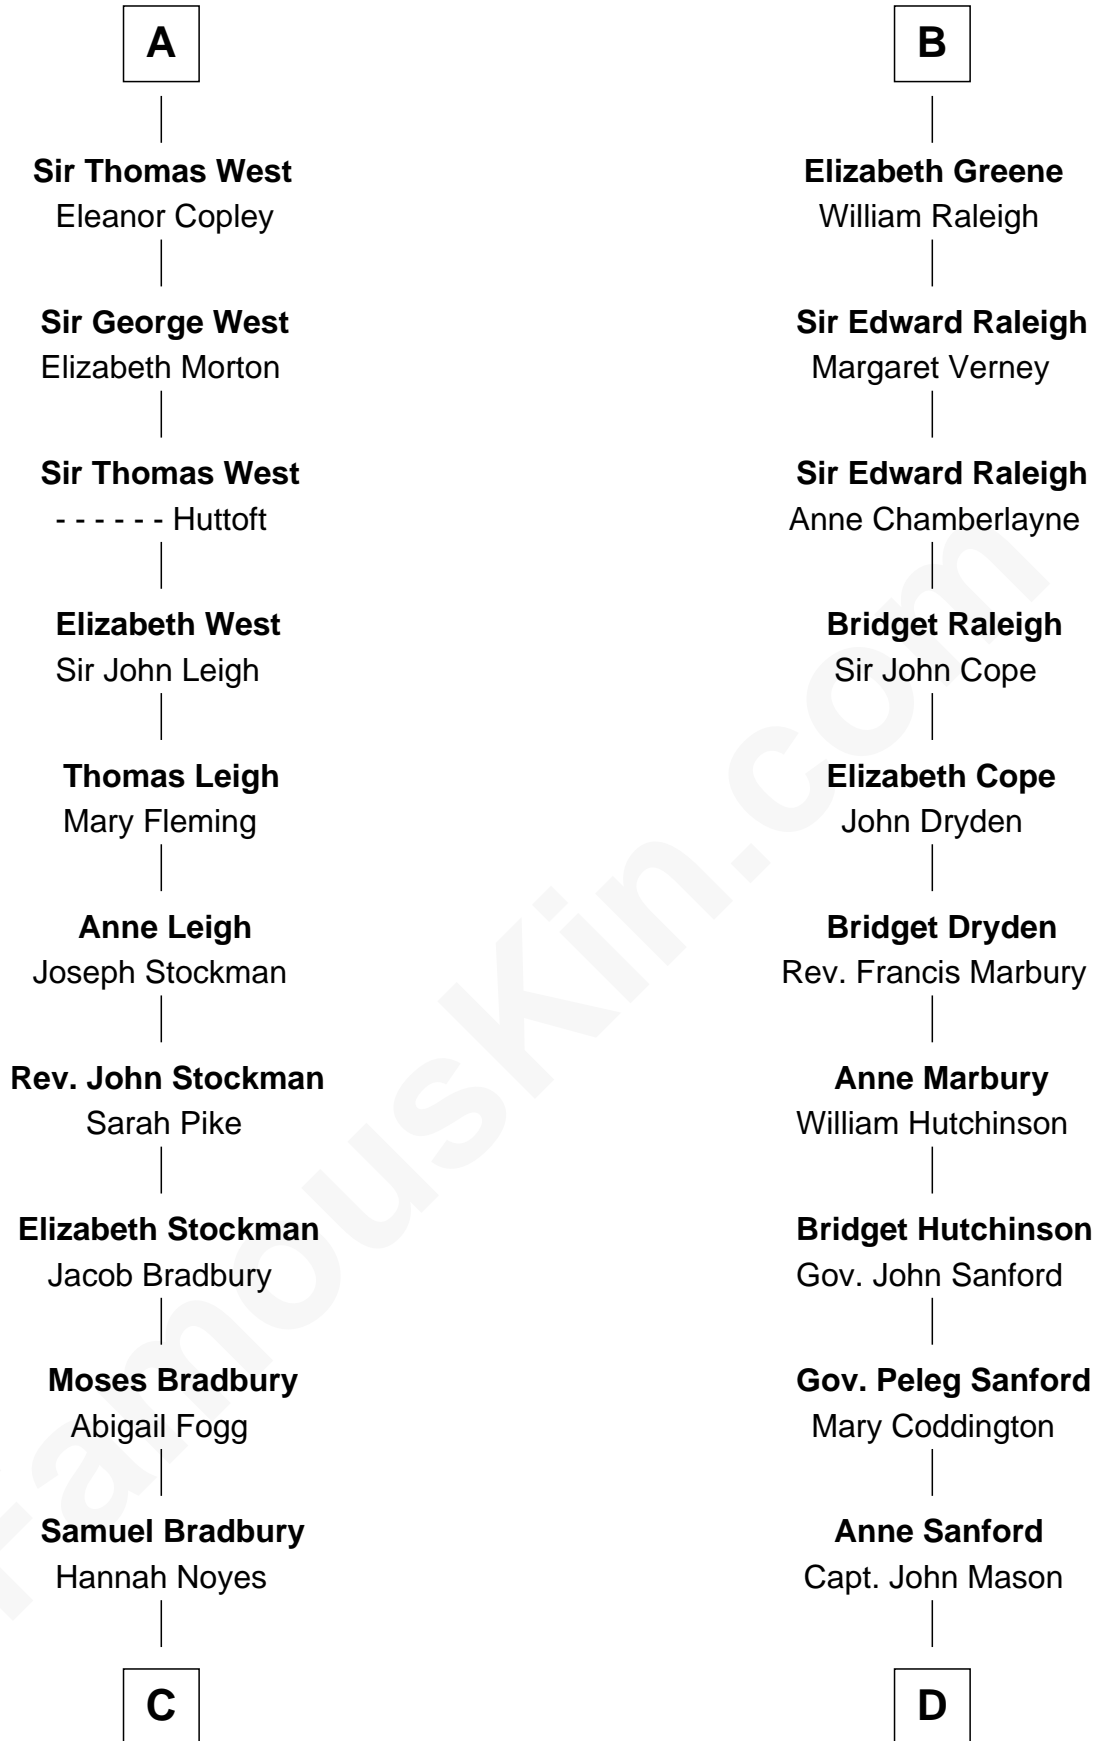 A
Sir Thomas West
Eleanor Copley
Sir George West
Elizabeth Morton
Sir Thomas West
- - - - - - Huttoft
Elizabeth West
Sir John Leigh
Thomas Leigh
Mary Fleming
Anne Leigh
Joseph Stockman
Rev. John Stockman
Sarah Pike
Elizabeth Stockman
Jacob Bradbury
Moses Bradbury
Abigail Fogg
Samuel Bradbury
Hannah Noyes
C
B
Elizabeth Greene
William Raleigh
Sir Edward Raleigh
Margaret Verney
Sir Edward Raleigh
Anne Chamberlayne
Bridget Raleigh
Sir John Cope
Elizabeth Cope
John Dryden
Bridget Dryden
Rev. Francis Marbury
Anne Marbury
William Hutchinson
Bridget Hutchinson
Gov. John Sanford
Gov. Peleg Sanford
Mary Coddington
Anne Sanford
Capt. John Mason
D
FamousKin.com